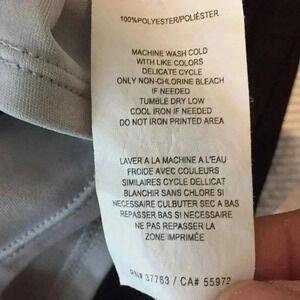 100%POLYESTER/POLIÉSTER
MACHINE WASH COLD
WITH LIKE COLORS
DELICATE CYCLE
ONLY NON-CHLORINE BLEACH
IF NEEDED
TUMBLE DRY LOW
COOL IRON IF NEEDED
DO NOT IRON PRINTED AREA
LAVER A LA MACHINE A L'EAU
FROIDE AVEC COULEURS
SIMILAIRES CYCLE DELLICAT
BLANCHIR SANS CHLORE SI
NECESSAIRE CULBUTER SEC A BAS
REPASSER BAS SI NECESSAIRE
NE PAS REPASSER LA
ZONE IMPRIMÉE
RN# 37763 / CA# 55972